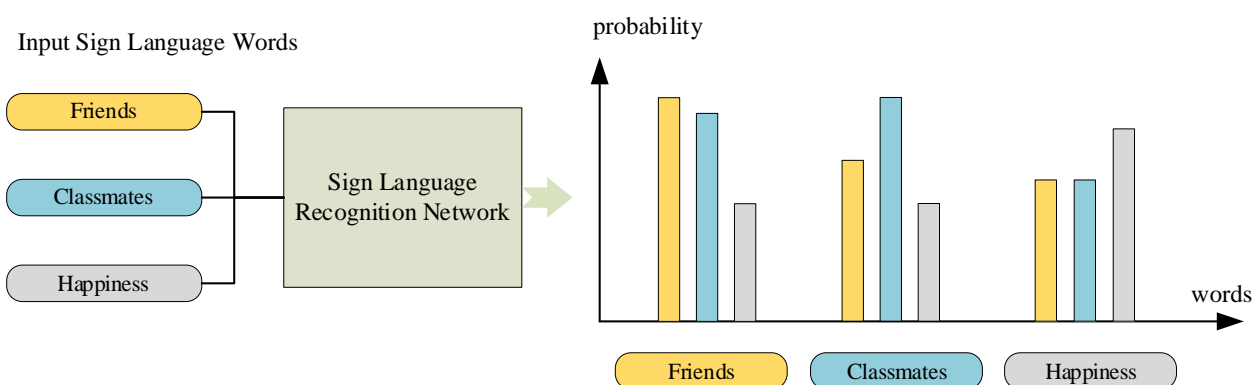 Input Sign Language Words
Friends
Classmates
Happiness
Sign Language
Recognition Network
probability
words
Friends
Classmates
Happiness